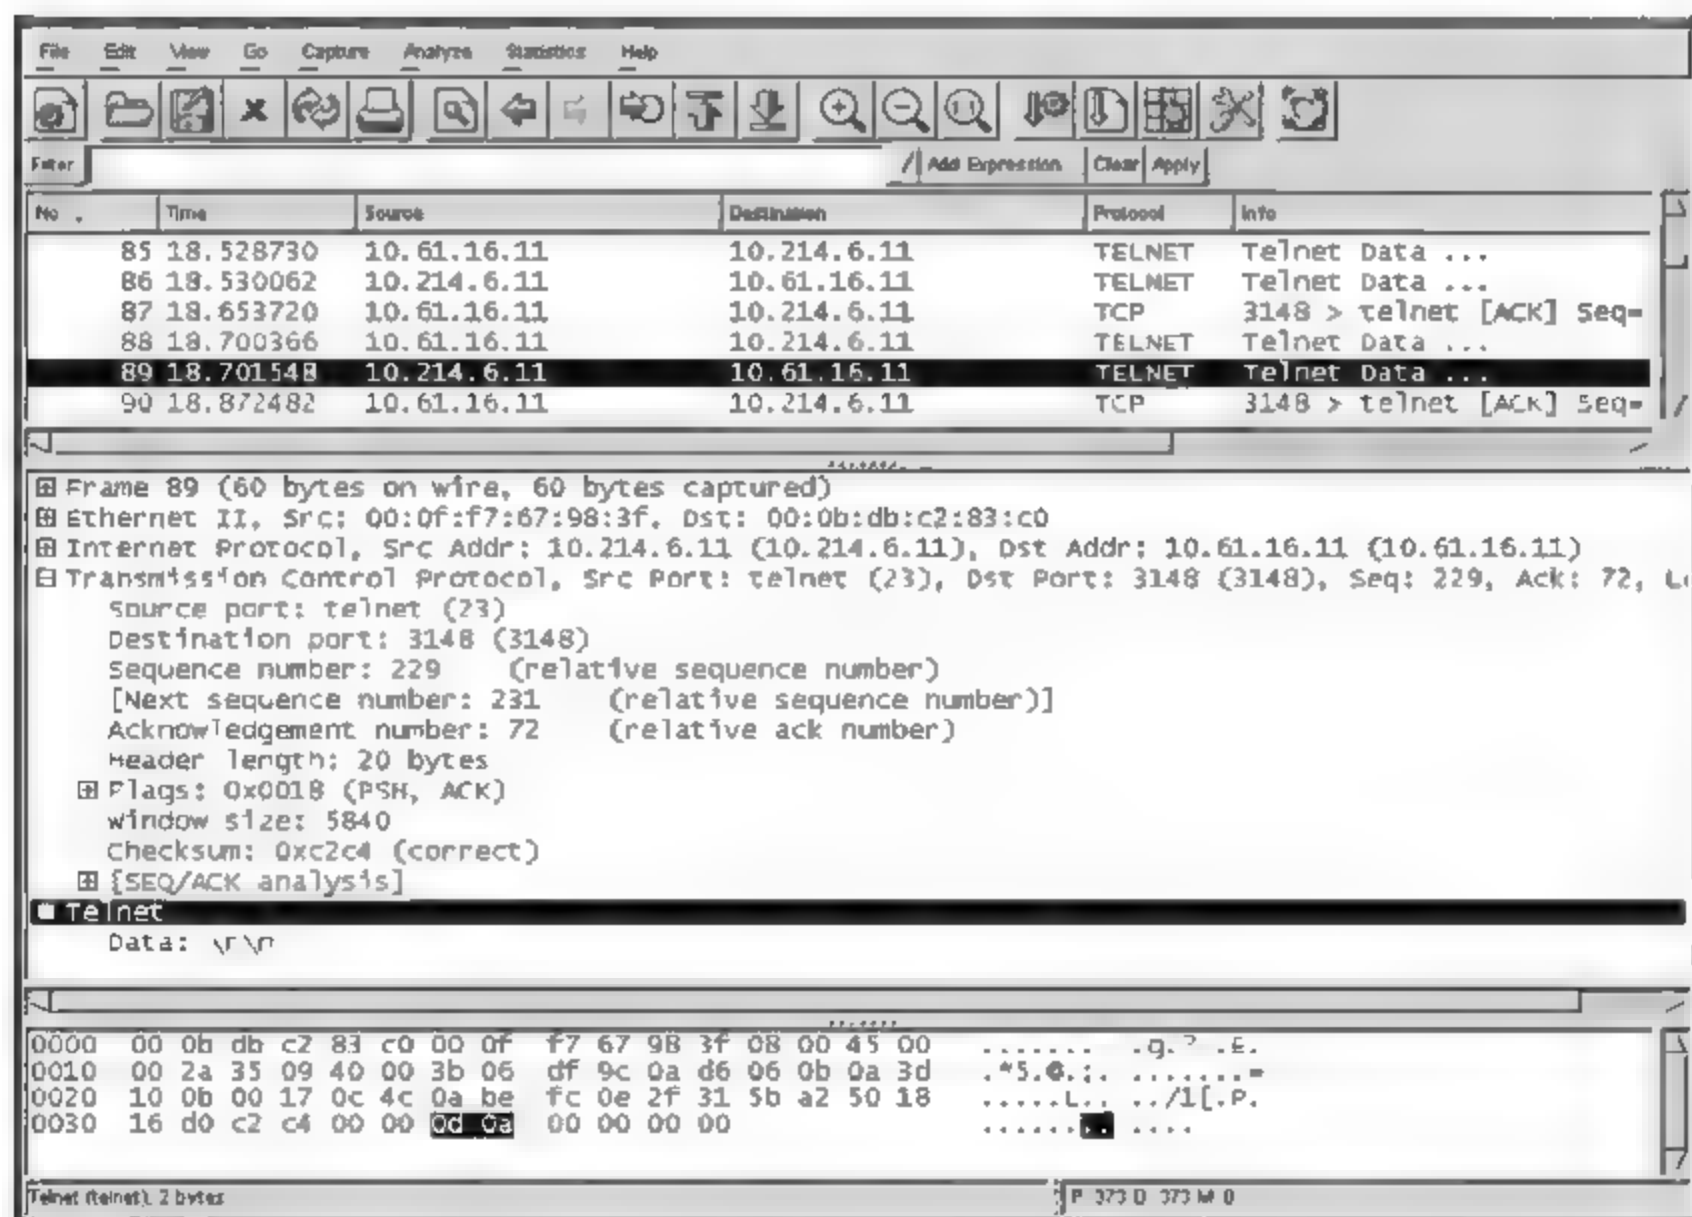 File Edit View Go Capture Analyze Statistics Help
Filter Add Expression Clear Apply
No . Time Source Destination Protocol Info
85 18.528730 10.61.16.11 10.214.6.11 TELNET Telnet Data ...
86 18.530062 10.214.6.11 10.61.16.11 TELNET Telnet Data ...
87 18.653720 10.61.16.11 10.214.6.11 TCP 3148 > telnet [ACK] Seq=
88 18.700366 10.61.16.11 10.214.6.11 TELNET Telnet Data ...
89 18.701548 10.214.6.11 10.61.16.11 TELNET Telnet Data ...
90 18.872482 10.61.16.11 10.214.6.11 TCP 3148 > telnet [ACK] Seq=
Frame 89 (60 bytes on wire, 60 bytes captured)
Ethernet II, Src: 00:0f:f7:67:98:3f, Dst: 00:0b:db:c2:83:c0
Internet Protocol, Src Addr: 10.214.6.11 (10.214.6.11), Dst Addr: 10.61.16.11 (10.61.16.11)
Transmission Control Protocol, Src Port: telnet (23), Dst Port: 3148 (3148), Seq: 229, Ack: 72, Le
Source port: telnet (23)
Destination port: 3148 (3148)
Sequence number: 229 (relative sequence number)
[Next sequence number: 231 (relative sequence number)]
Acknowledgement number: 72 (relative ack number)
Header length: 20 bytes
Flags: 0x0018 (PSH, ACK)
Window size: 5840
Checksum: 0xc2c4 (correct)
[SEQ/ACK analysis]
Telnet
Data: \r\n
0000 00 0b db c2 83 c0 00 0f f7 67 98 3f 08 00 45 00 ....... .g.? .E.
0010 00 2a 35 09 40 00 3b 06 df 9c 0a d6 06 0b 0a 3d .*5.@.;. .......=
0020 10 0b 00 17 0c 4c 0a be fc 0e 2f 31 5b a2 50 18 .....L.. ../1[.P.
0030 16 d0 c2 c4 00 00 0d 0a 00 00 00 00 ........ ....
Telnet (telnet), 2 bytes P: 373 D: 373 M: 0